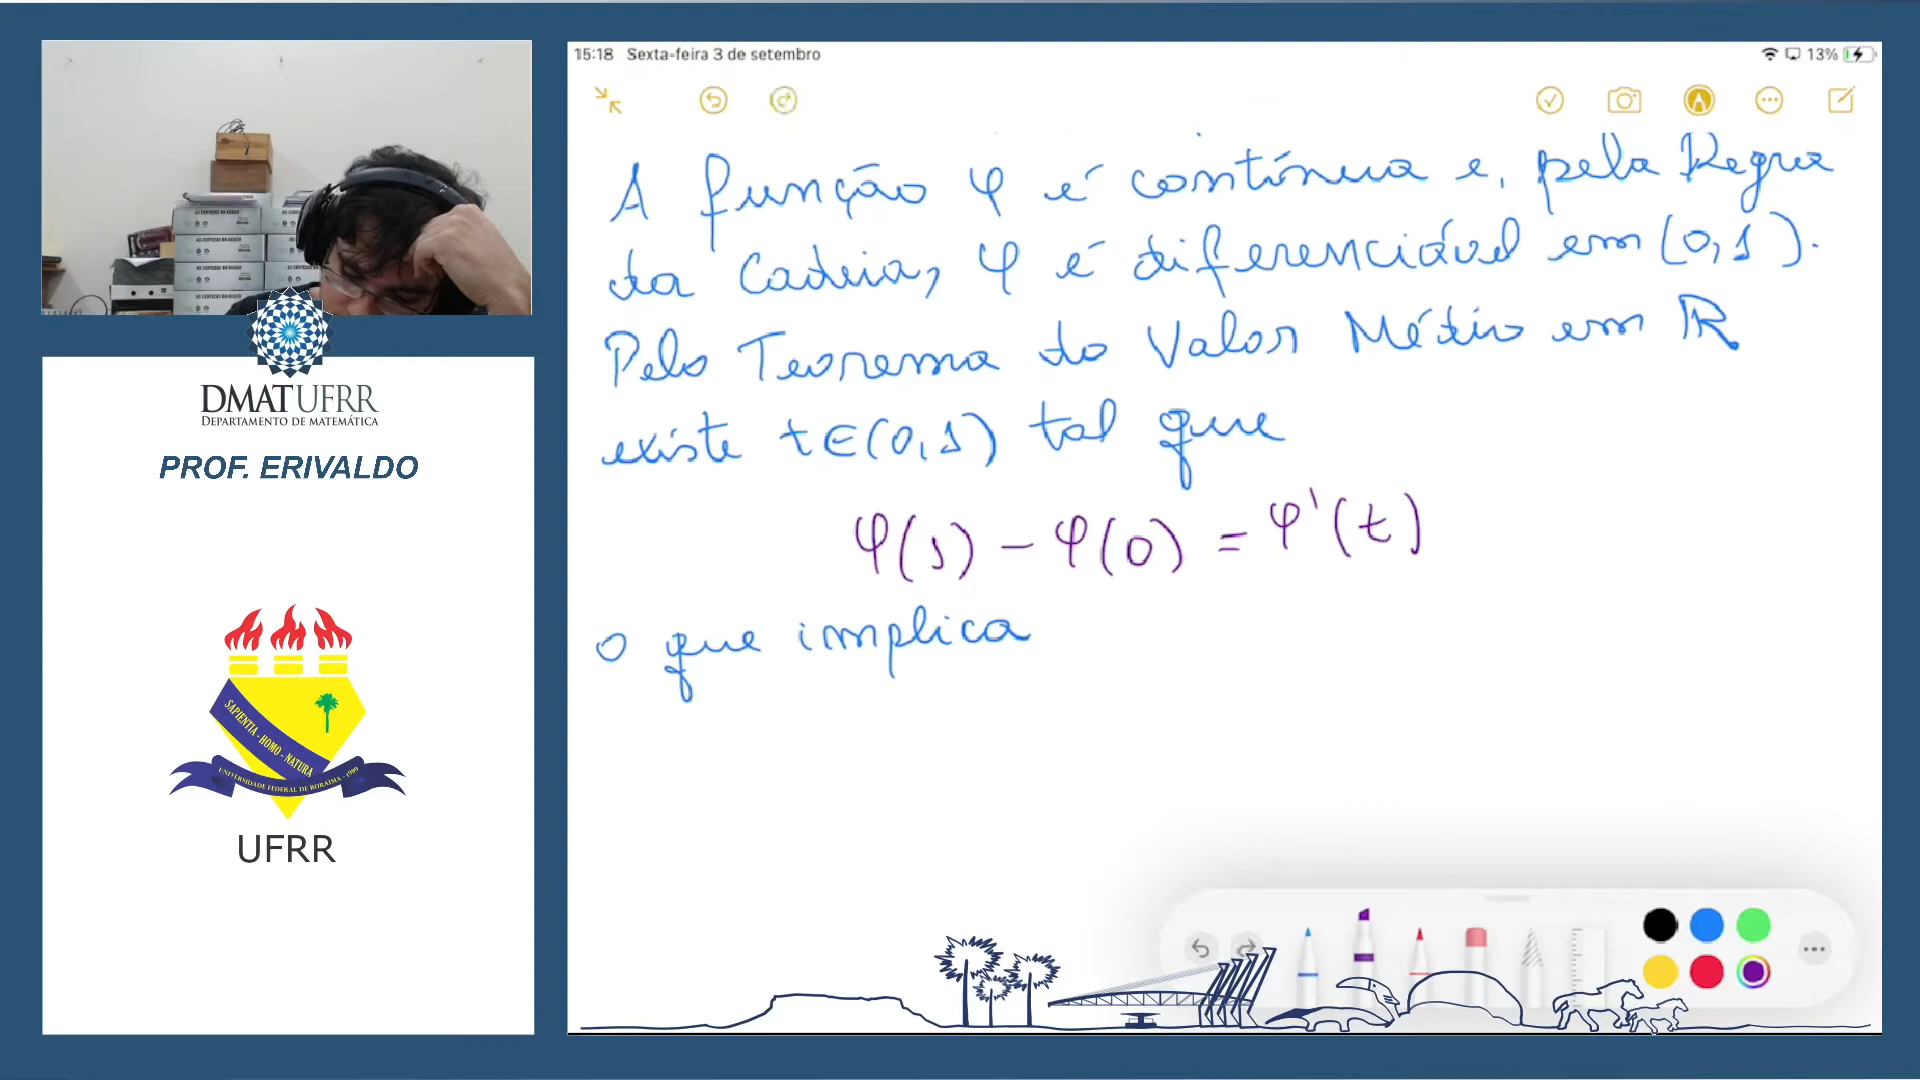 15:18 Sexta-feira 3 de setembro
13%
A função φ é contínua e, pela Regra
da Cadeia, φ é diferenciável em (0,1).
Pelo Teorema do Valor Médio em ℝ
existe t∈(0,1) tal que
φ(1) - φ(0) = φ'(t)
o que implica
DMATUFRR
DEPARTAMENTO DE MATEMÁTICA
PROF. ERIVALDO
SAPIENTIA - HOMO - NATURA
UNIVERSIDADE FEDERAL DE RORAIMA - 1989
UFRR